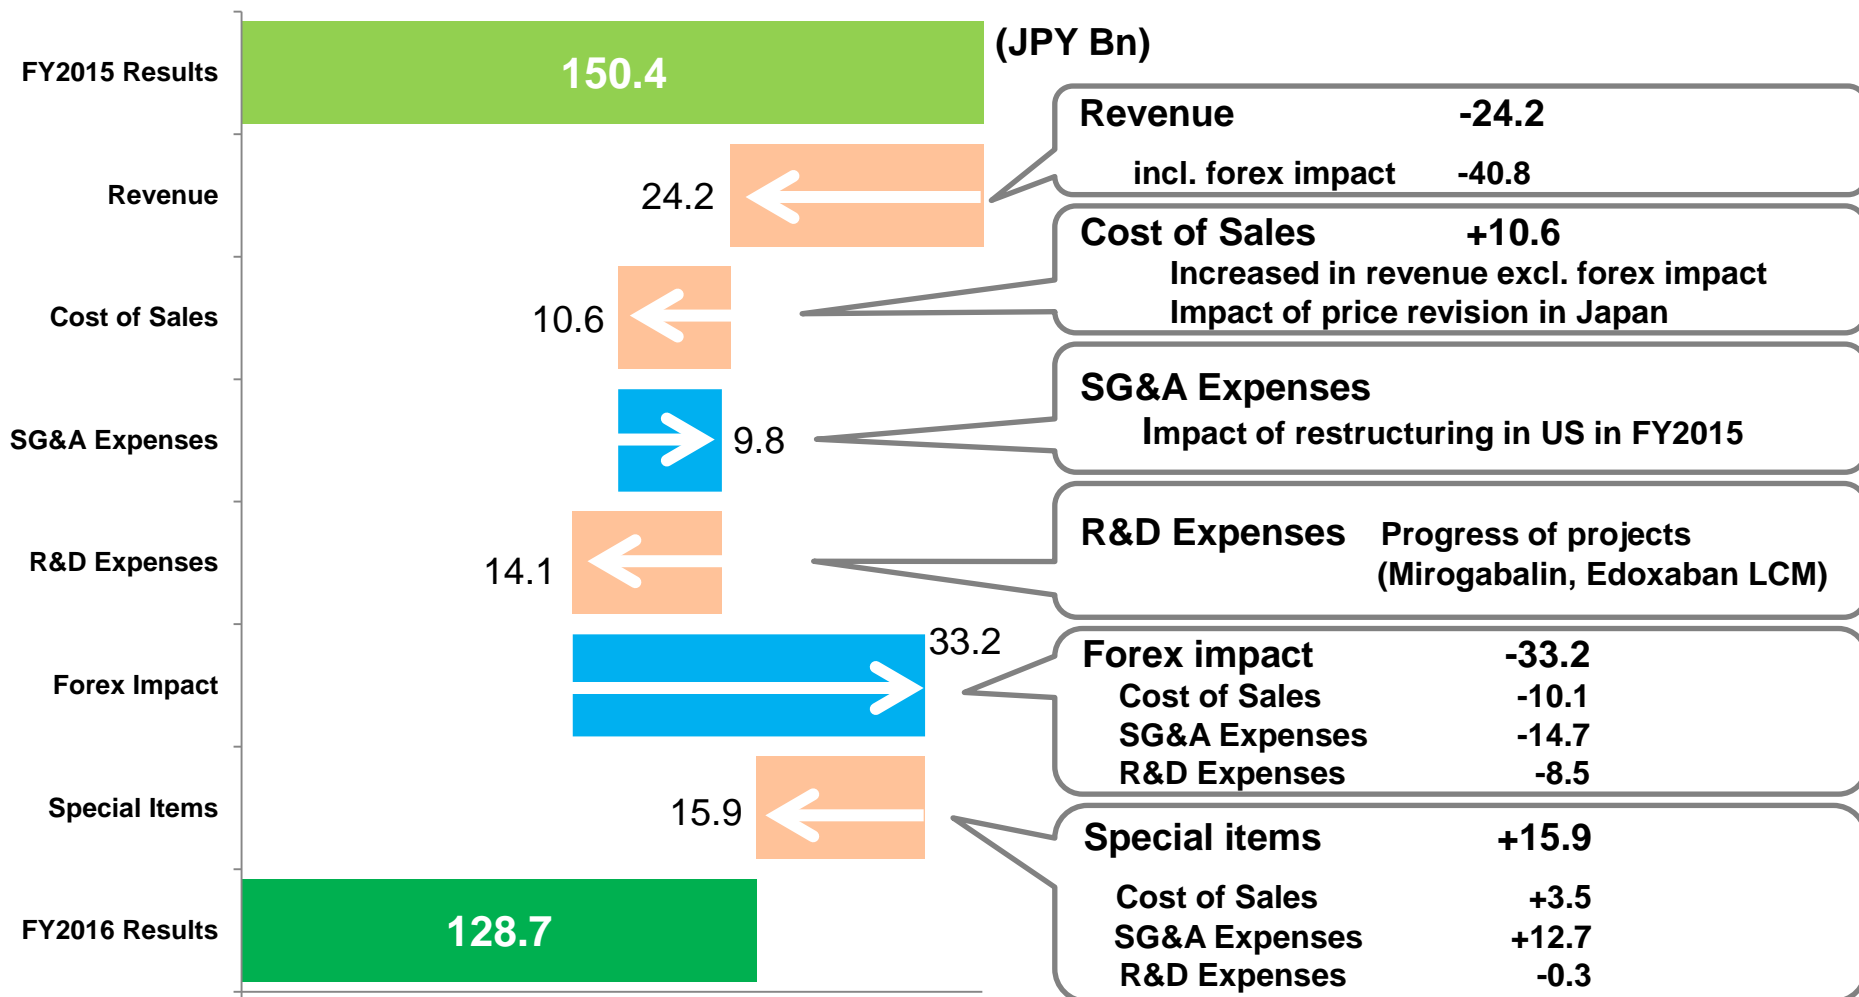 (JPY Bn)
FY2015 Results
150.4
Revenue
24.2
Revenue -24.2
incl. forex impact -40.8
Cost of Sales
10.6
Cost of Sales +10.6
Increased in revenue excl. forex impact
Impact of price revision in Japan
SG&A Expenses
9.8
SG&A Expenses
Impact of restructuring in US in FY2015
R&D Expenses
14.1
R&D Expenses Progress of projects
(Mirogabalin, Edoxaban LCM)
Forex Impact
33.2
Forex impact -33.2
Cost of Sales -10.1
SG&A Expenses -14.7
R&D Expenses -8.5
Special Items
15.9
Special items +15.9
Cost of Sales +3.5
SG&A Expenses +12.7
R&D Expenses -0.3
FY2016 Results
128.7